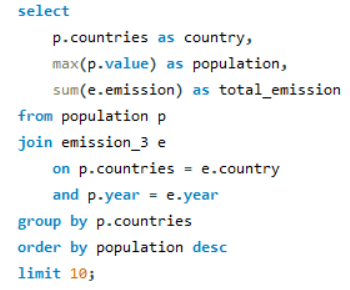 select
p.countries as country,
max(p.value) as population,
sum(e.emission) as total_emission
from population p
join emission_3 e
on p.countries = e.country
and p.year = e.year
group by p.countries
order by population desc
limit 10;